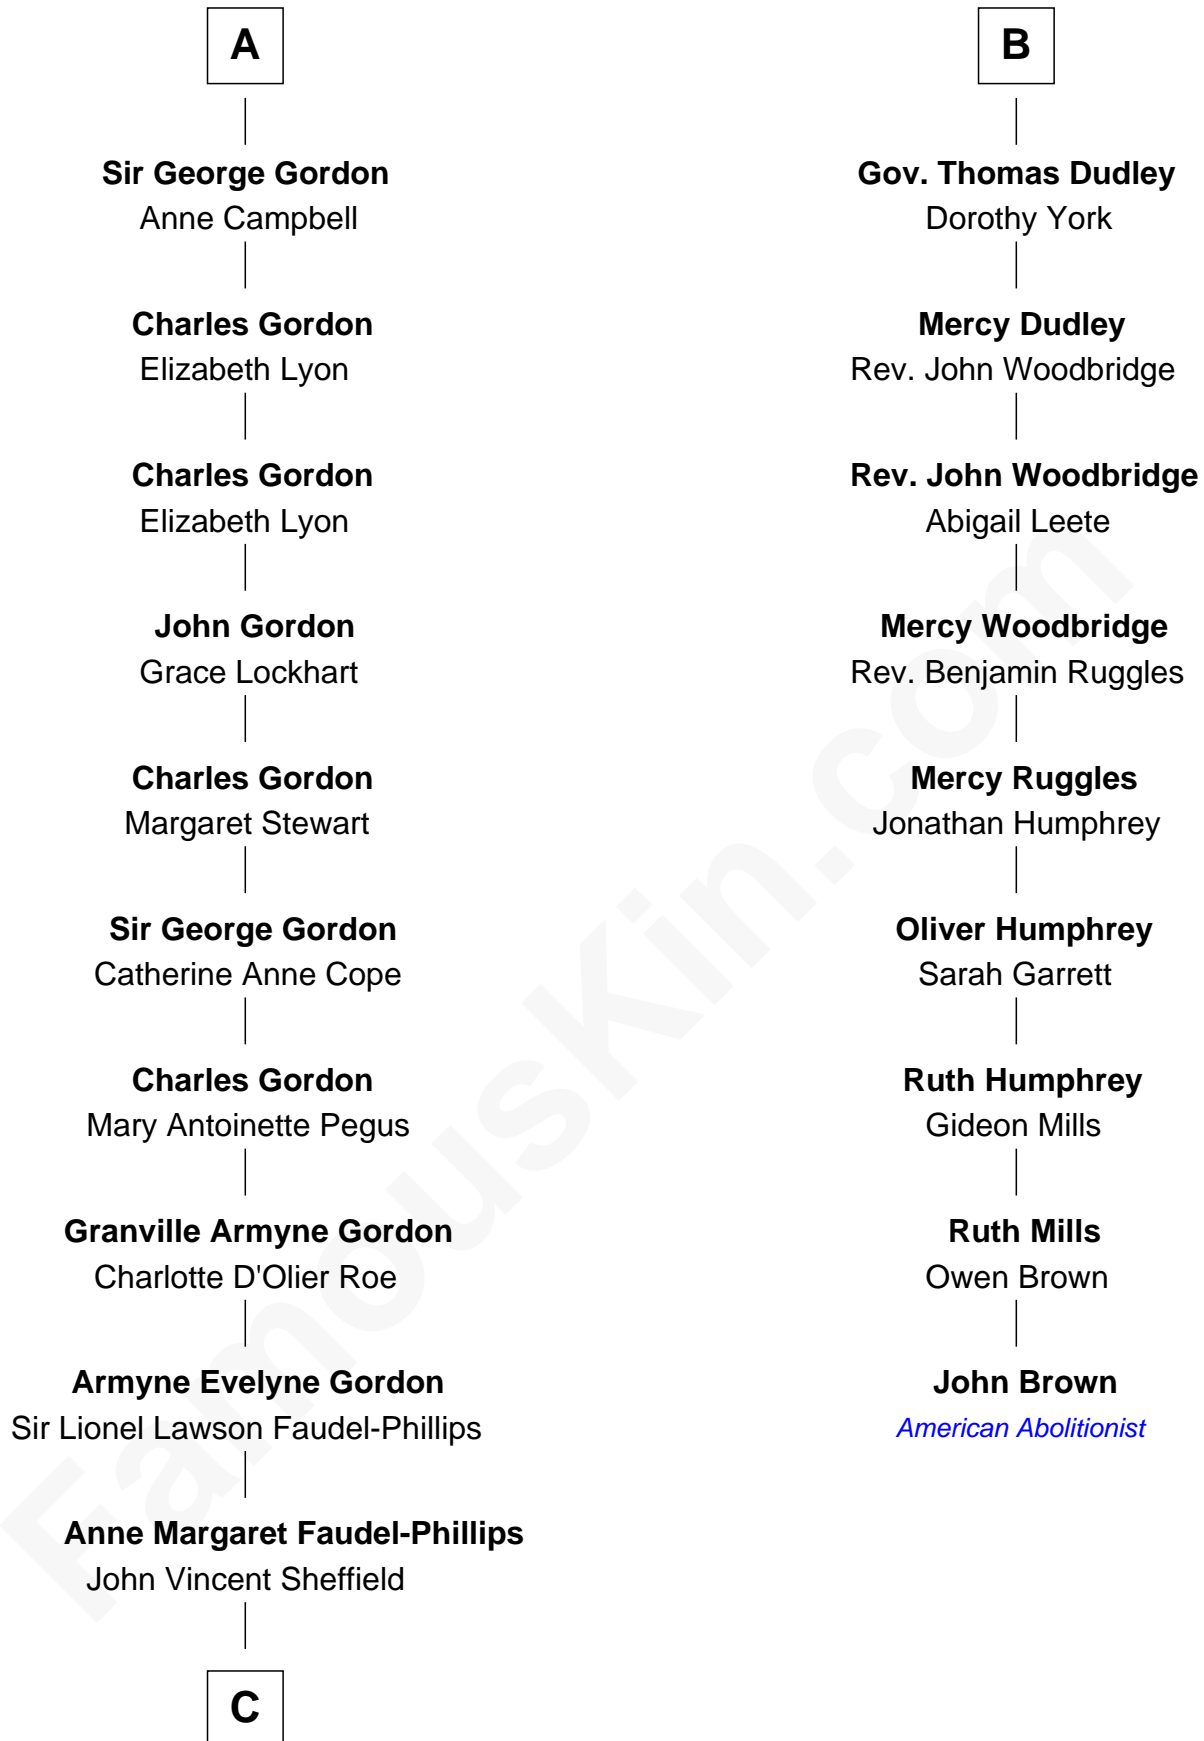 A
Sir George Gordon
Anne Campbell
Charles Gordon
Elizabeth Lyon
Charles Gordon
Elizabeth Lyon
John Gordon
Grace Lockhart
Charles Gordon
Margaret Stewart
Sir George Gordon
Catherine Anne Cope
Charles Gordon
Mary Antoinette Pegus
Granville Armyne Gordon
Charlotte D'Olier Roe
Armyne Evelyne Gordon
Sir Lionel Lawson Faudel-Phillips
Anne Margaret Faudel-Phillips
John Vincent Sheffield
C
B
Gov. Thomas Dudley
Dorothy York
Mercy Dudley
Rev. John Woodbridge
Rev. John Woodbridge
Abigail Leete
Mercy Woodbridge
Rev. Benjamin Ruggles
Mercy Ruggles
Jonathan Humphrey
Oliver Humphrey
Sarah Garrett
Ruth Humphrey
Gideon Mills
Ruth Mills
Owen Brown
John Brown
American Abolitionist
FamousKin.com